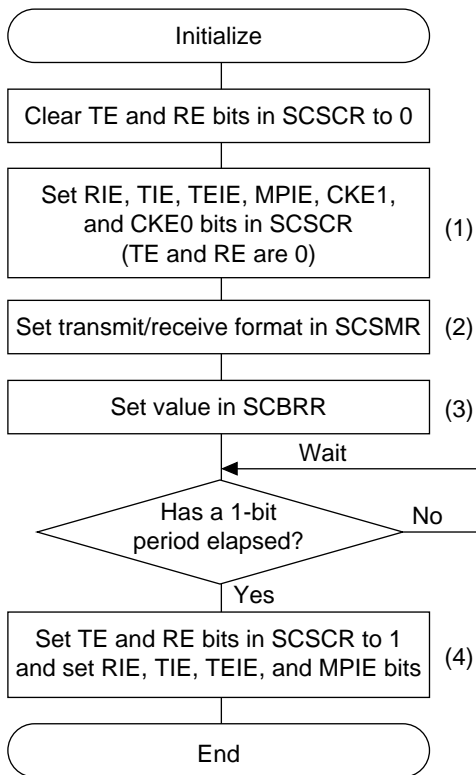 Initialize
Clear TE and RE bits in SCSCR to 0
Set RIE, TIE, TEIE, MPIE, CKE1,
and CKE0 bits in SCSCR
(TE and RE are 0)
(1)
Set transmit/receive format in SCSMR
(2)
Set value in SCBRR
(3)
Wait
Has a 1-bit
period elapsed?
No
Yes
Set TE and RE bits in SCSCR to 1
and set RIE, TIE, TEIE, and MPIE bits
(4)
End